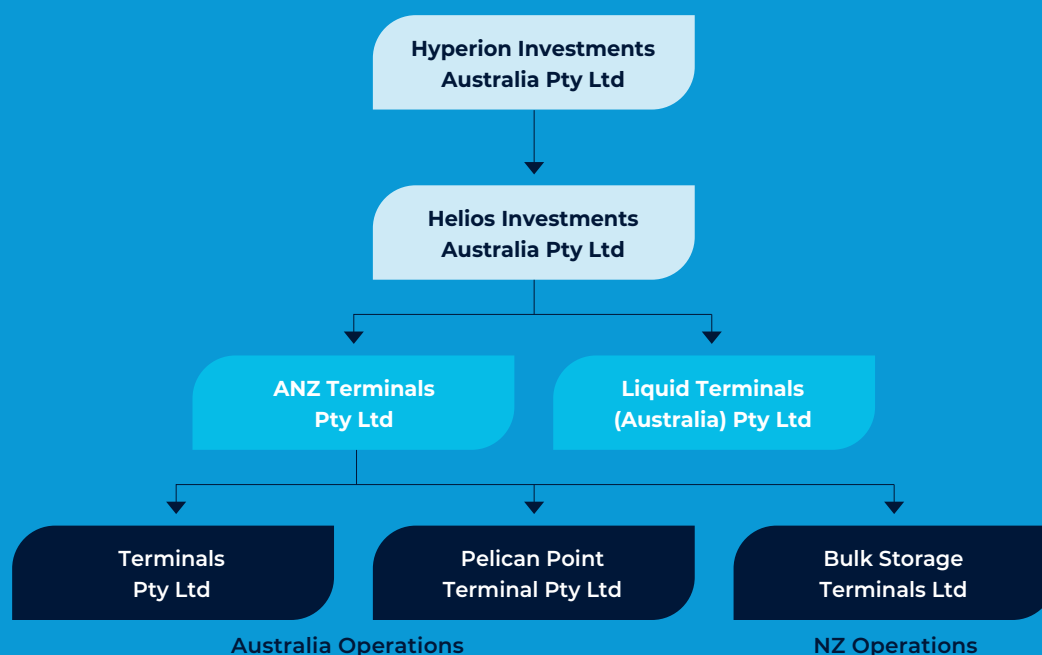 Hyperion Investments
Australia Pty Ltd
Helios Investments
Australia Pty Ltd
ANZ Terminals
Pty Ltd
Liquid Terminals
(Australia) Pty Ltd
Terminals
Pty Ltd
Pelican Point
Terminal Pty Ltd
Bulk Storage
Terminals Ltd
Australia Operations
NZ Operations